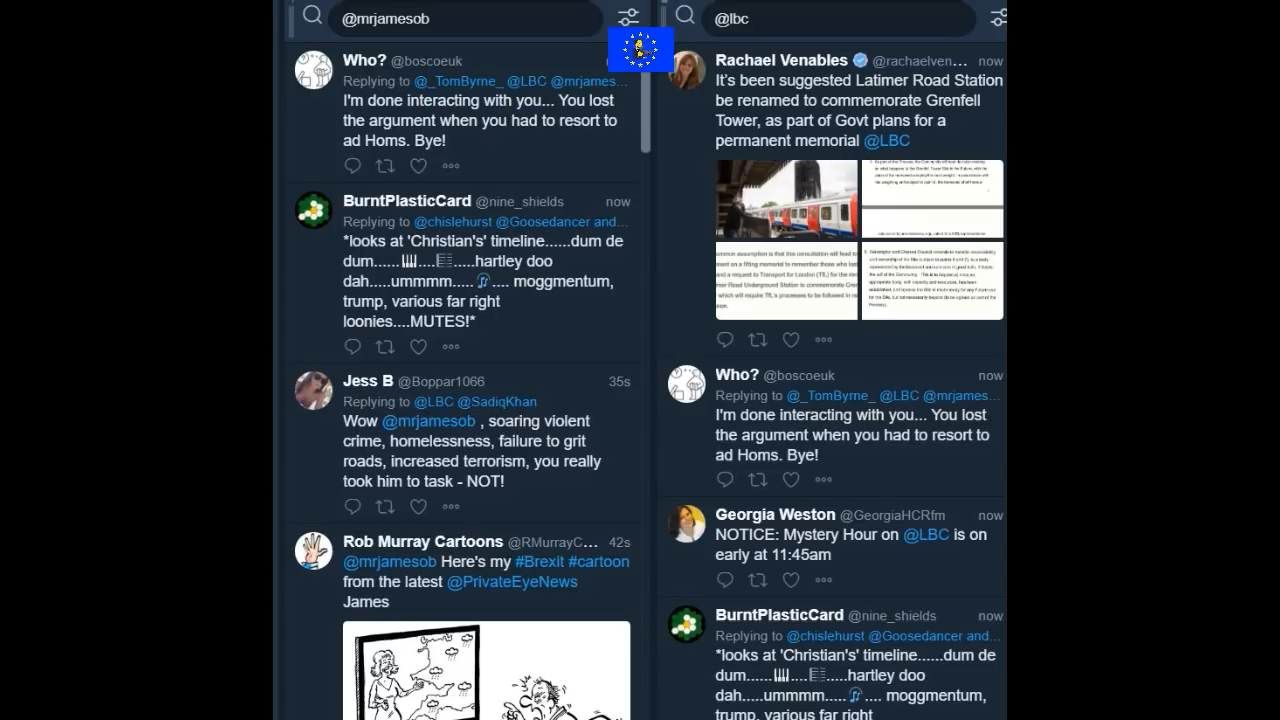 @mrjamesob
Who? @boscoeuk
Replying to @_TomByrne_ @LBC @mrjames...
I'm done interacting with you... You lost
the argument when you had to resort to
ad Homs. Bye!
BurntPlasticCard @nine_shields now
Replying to @chislehurst @Goosedancer and...
*looks at 'Christian's' timeline......dum de
dum...... .... .....hartley doo
dah.....ummmm..... .... moggmentum,
trump, various far right
loonies....MUTES!*
Jess B @Boppar1066 35s
Replying to @LBC @SadiqKhan
Wow @mrjamesob , soaring violent
crime, homelessness, failure to grit
roads, increased terrorism, you really
took him to task - NOT!
Rob Murray Cartoons @RMurrayC... 42s
@mrjamesob Here's my #Brexit #cartoon
from the latest @PrivateEyeNews
James
@lbc
Rachael Venables @rachaelven... now
It's been suggested Latimer Road Station
be renamed to commemorate Grenfell
Tower, as part of Govt plans for a
permanent memorial @LBC
Who? @boscoeuk now
Replying to @_TomByrne_ @LBC @mrjames...
I'm done interacting with you... You lost
the argument when you had to resort to
ad Homs. Bye!
Georgia Weston @GeorgiaHCRfm now
NOTICE: Mystery Hour on @LBC is on
early at 11:45am
BurntPlasticCard @nine_shields now
Replying to @chislehurst @Goosedancer and...
*looks at 'Christian's' timeline......dum de
dum...... .... .....hartley doo
dah.....ummmm..... .... moggmentum,
trump, various far right